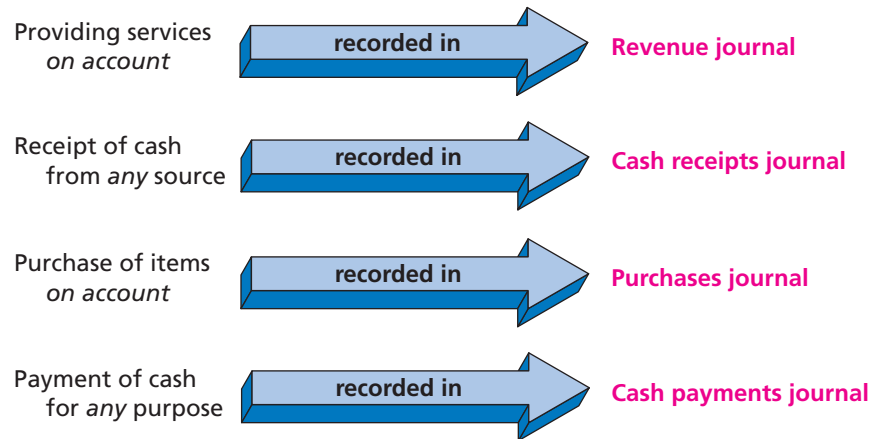 Providing services
on account
recorded in
Revenue journal
Receipt of cash
from any source
recorded in
Cash receipts journal
Purchase of items
on account
recorded in
Purchases journal
Payment of cash
for any purpose
recorded in
Cash payments journal